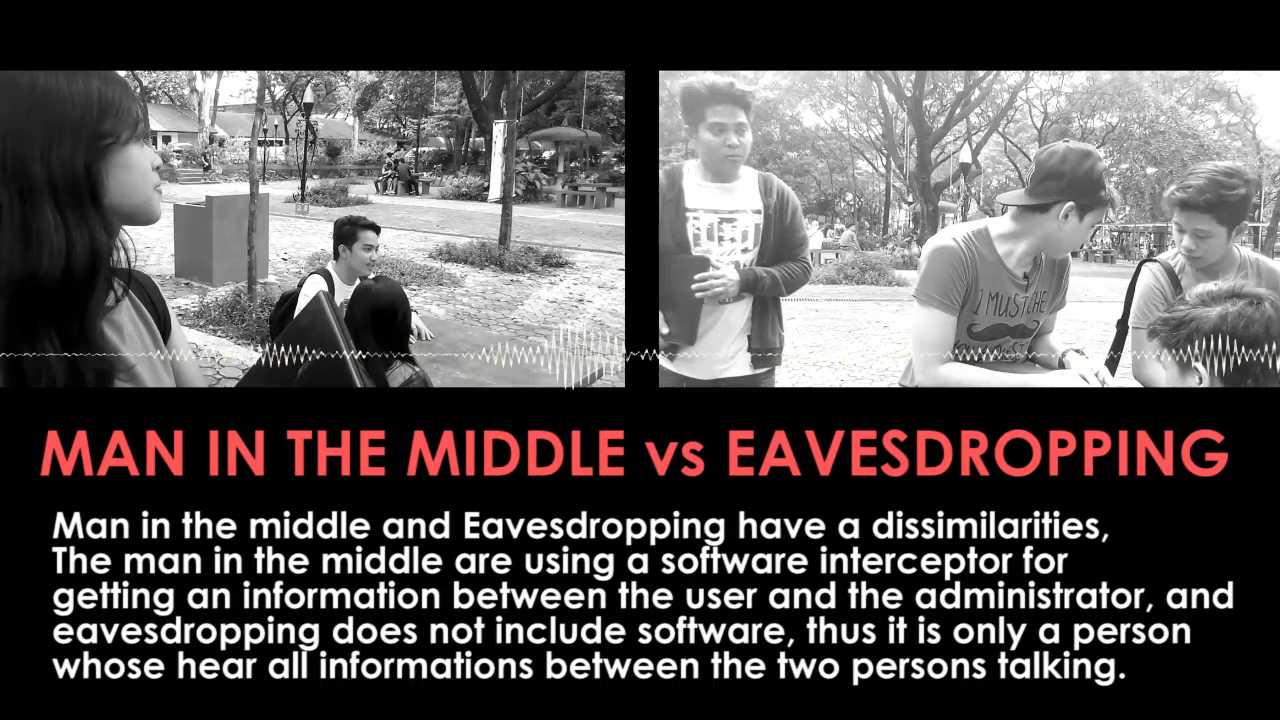 I MUSTACHE
MAN IN THE MIDDLE vs EAVESDROPPING
Man in the middle and Eavesdropping have a dissimilarities,
The man in the middle are using a software interceptor for
getting an information between the user and the administrator, and
eavesdropping does not include software, thus it is only a person
whose hear all informations between the two persons talking.